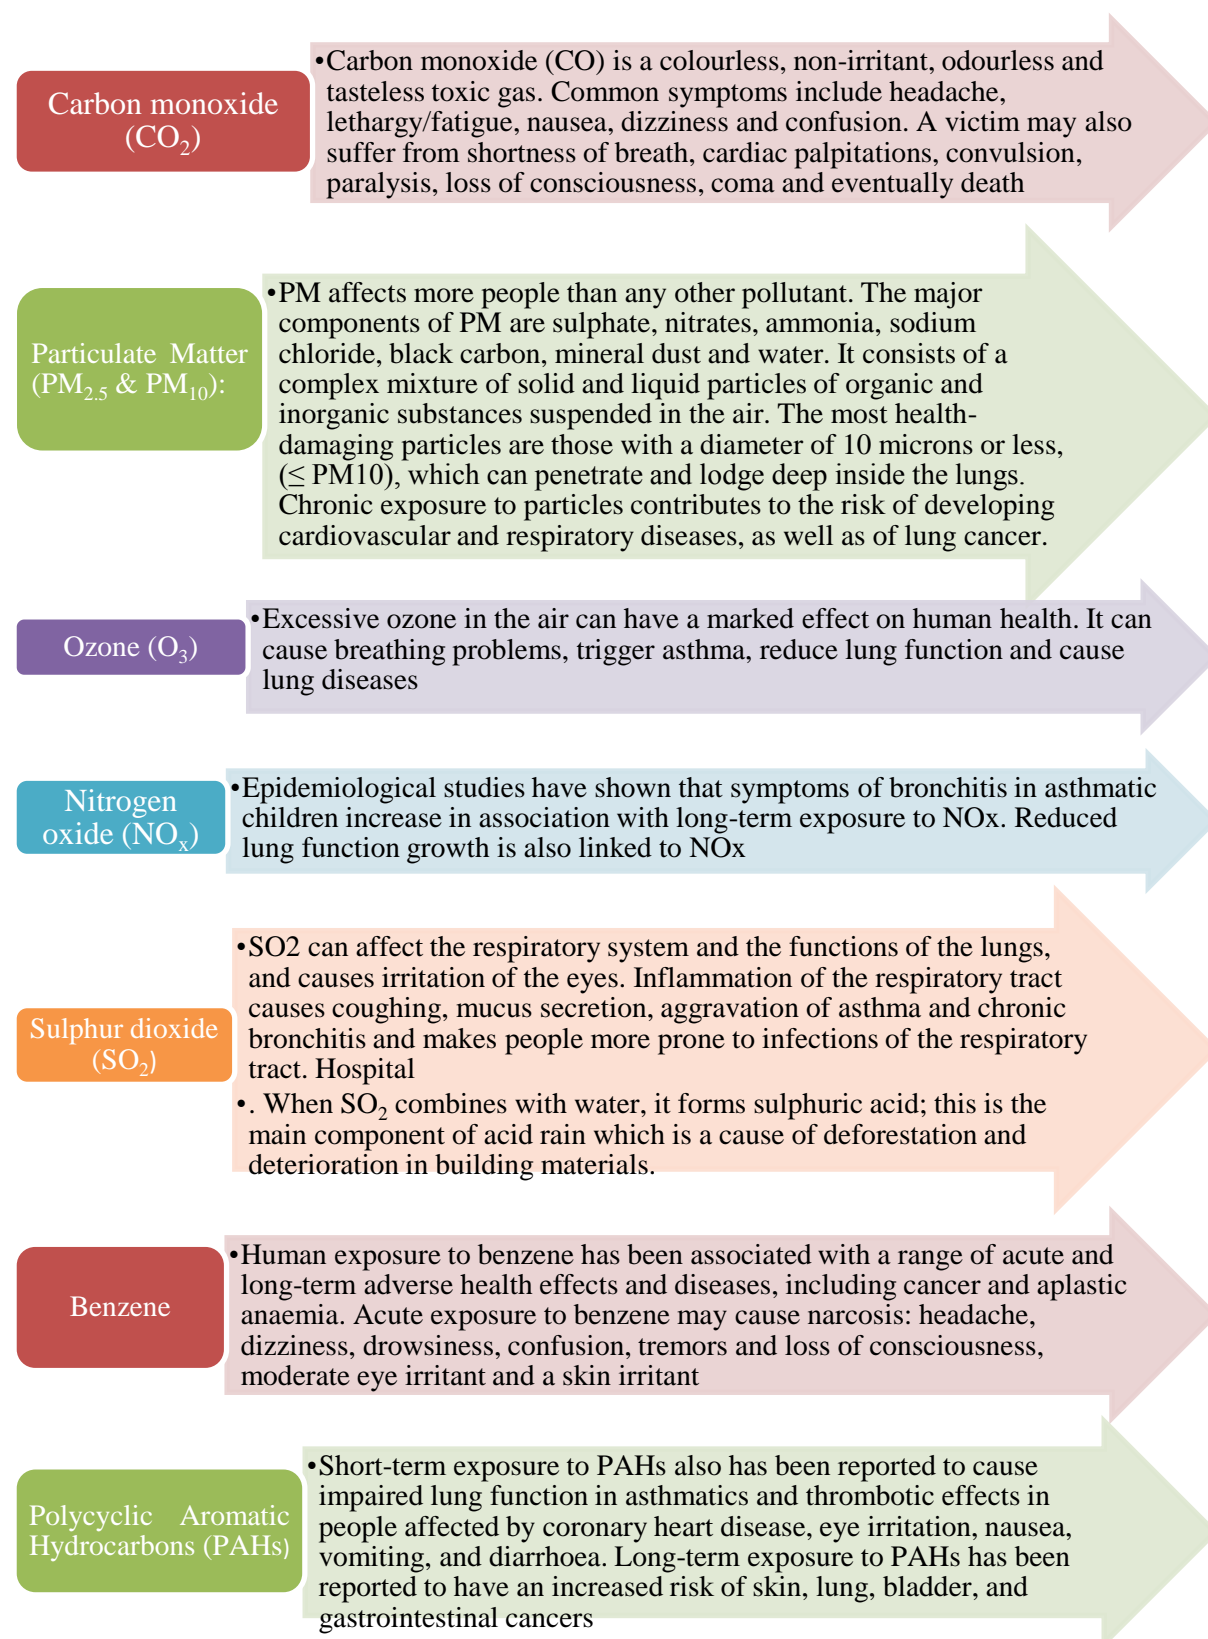 Carbon monoxide
(CO₂)
•Carbon monoxide (CO) is a colourless, non-irritant, odourless and
tasteless toxic gas. Common symptoms include headache,
lethargy/fatigue, nausea, dizziness and confusion. A victim may also
suffer from shortness of breath, cardiac palpitations, convulsion,
paralysis, loss of consciousness, coma and eventually death
Particulate Matter
(PM₂.₅ & PM₁₀):
•PM affects more people than any other pollutant. The major
components of PM are sulphate, nitrates, ammonia, sodium
chloride, black carbon, mineral dust and water. It consists of a
complex mixture of solid and liquid particles of organic and
inorganic substances suspended in the air. The most health-
damaging particles are those with a diameter of 10 microns or less,
(≤ PM10), which can penetrate and lodge deep inside the lungs.
Chronic exposure to particles contributes to the risk of developing
cardiovascular and respiratory diseases, as well as of lung cancer.
Ozone (O₃)
•Excessive ozone in the air can have a marked effect on human health. It can
cause breathing problems, trigger asthma, reduce lung function and cause
lung diseases
Nitrogen
oxide (NOₓ)
•Epidemiological studies have shown that symptoms of bronchitis in asthmatic
children increase in association with long-term exposure to NOx. Reduced
lung function growth is also linked to NOx
Sulphur dioxide
(SO₂)
•SO2 can affect the respiratory system and the functions of the lungs,
and causes irritation of the eyes. Inflammation of the respiratory tract
causes coughing, mucus secretion, aggravation of asthma and chronic
bronchitis and makes people more prone to infections of the respiratory
tract. Hospital
•. When SO₂ combines with water, it forms sulphuric acid; this is the
main component of acid rain which is a cause of deforestation and
deterioration in building materials.
Benzene
•Human exposure to benzene has been associated with a range of acute and
long-term adverse health effects and diseases, including cancer and aplastic
anaemia. Acute exposure to benzene may cause narcosis: headache,
dizziness, drowsiness, confusion, tremors and loss of consciousness,
moderate eye irritant and a skin irritant
Polycyclic Aromatic
Hydrocarbons (PAHs)
•Short-term exposure to PAHs also has been reported to cause
impaired lung function in asthmatics and thrombotic effects in
people affected by coronary heart disease, eye irritation, nausea,
vomiting, and diarrhoea. Long-term exposure to PAHs has been
reported to have an increased risk of skin, lung, bladder, and
gastrointestinal cancers